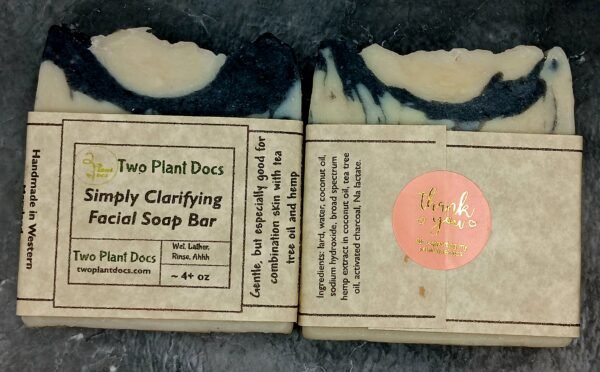 Handmade in Western
Plant
Docs
Two Plant Docs
Simply Clarifying
Facial Soap Bar
Two Plant Docs
twoplantdocs.com
Wet, Lather,
Rinse, Ahhh
~ 4+ oz
Gentle, but especially good for
combination skin with tea
tree oil and hemp
Ingredients: lard, water, coconut oil,
sodium hydroxide, broad spectrum
hemp extract in coconut oil, tea tree
oil, activated charcoal, Na lactate.
thank
you